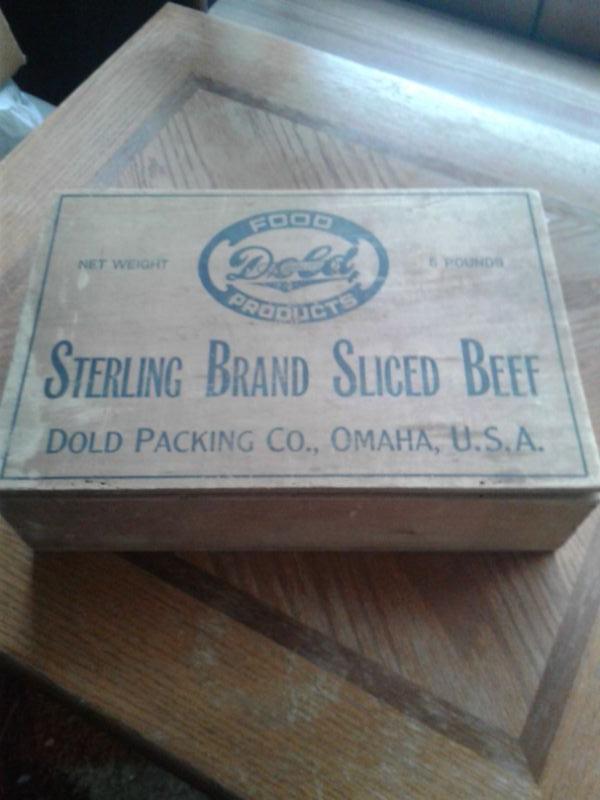 FOOD
Dold
PRODUCTS
NET WEIGHT
5 POUNDS
STERLING BRAND SLICED BEEF
DOLD PACKING CO., OMAHA, U.S.A.